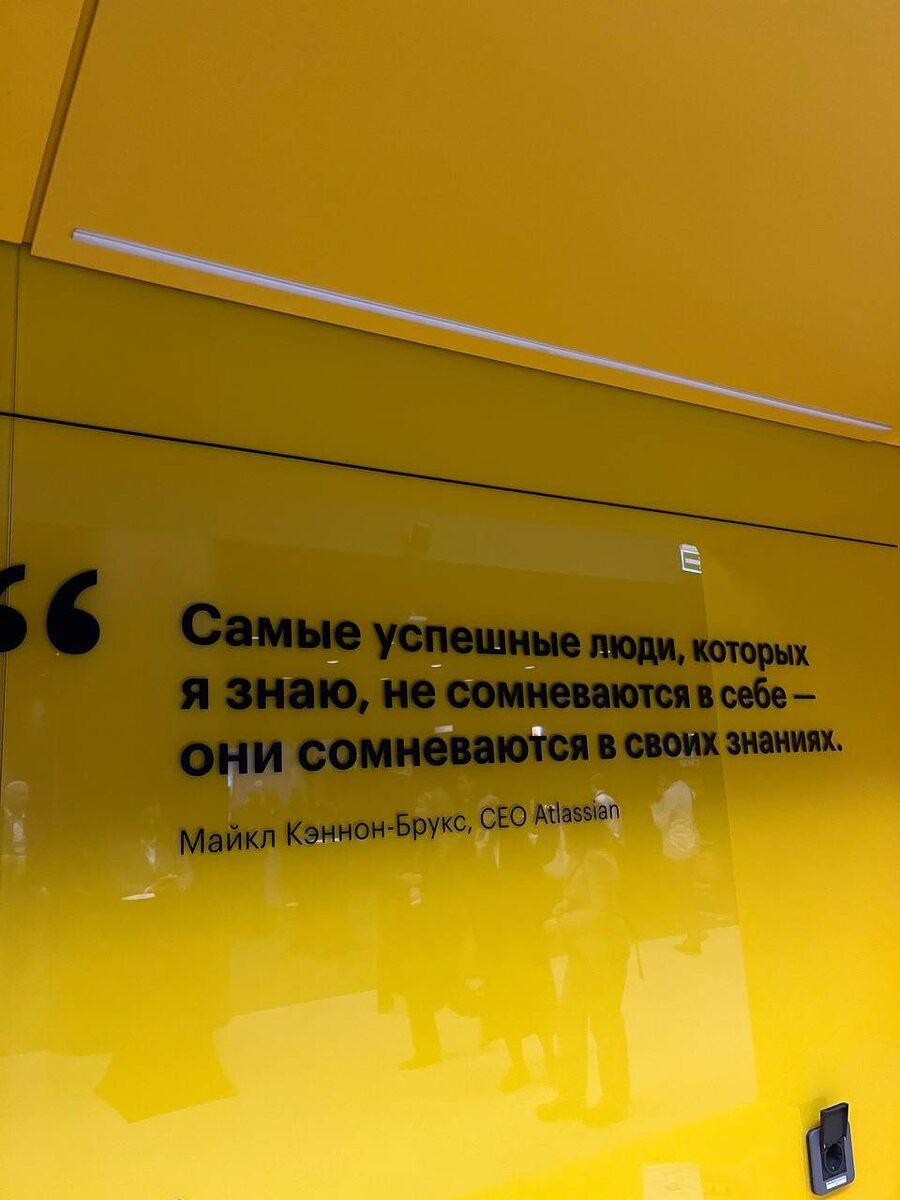 “
Самые успешные люди, которых
я знаю, не сомневаются в себе —
они сомневаются в своих знаниях.
Майкл Кэннон-Брукс, CEO Atlassian